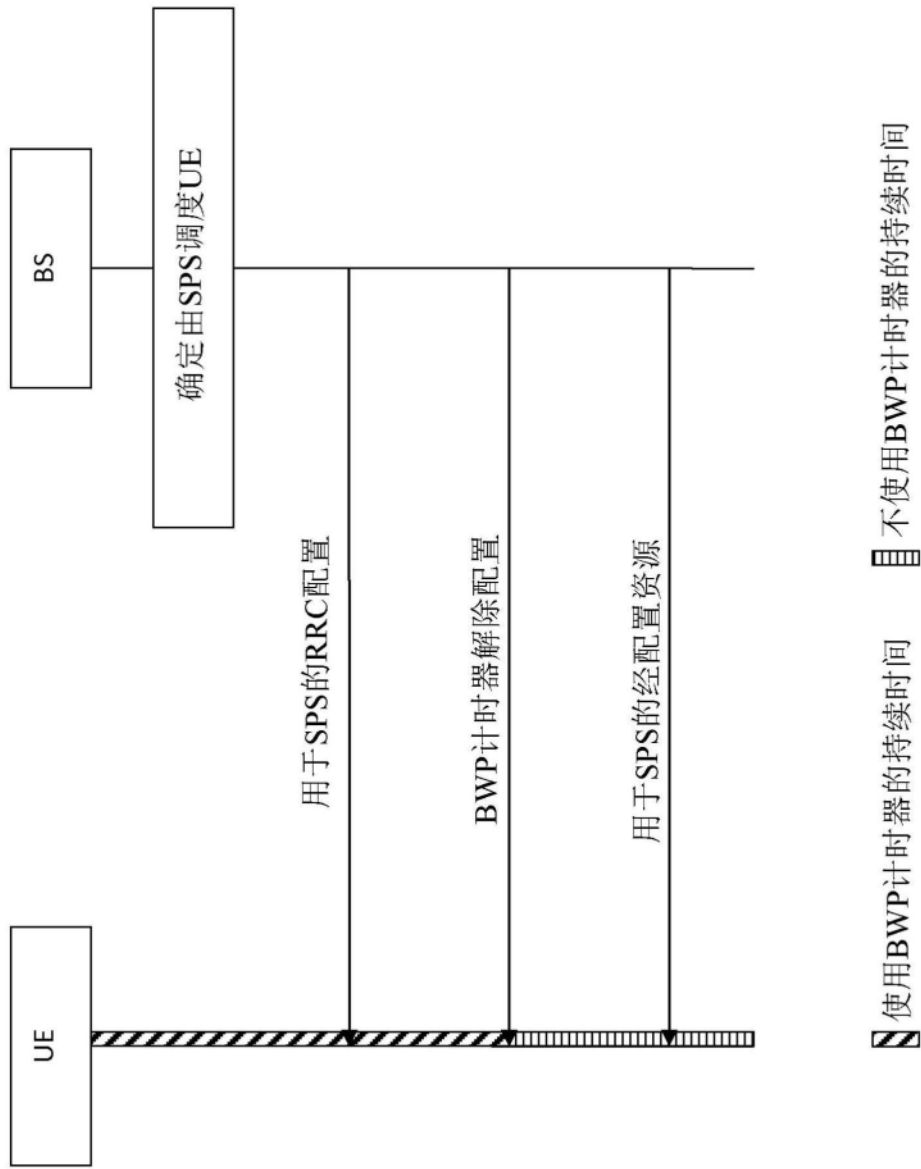 UE
BS
确定由SPS调度UE
用于SPS的RRC配置
BWP计时器解除配置
用于SPS的经配置资源
使用BWP计时器的持续时间
不使用BWP计时器的持续时间